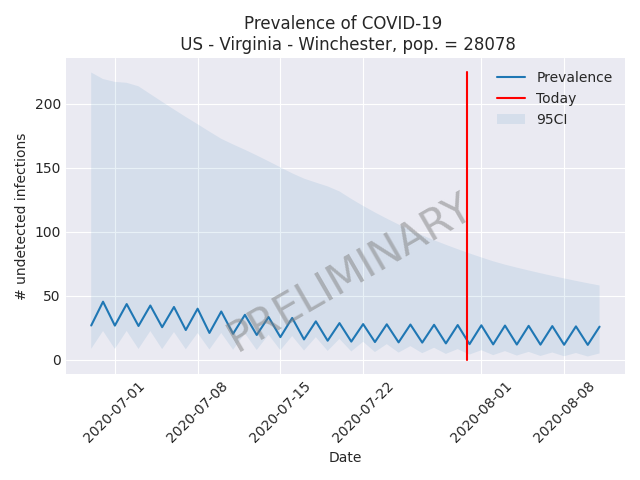 Prevalence of COVID-19
US - Virginia - Winchester, pop. = 28078
Prevalence
Today
95CI
PRELIMINARY
# undetected infections
200
150
100
50
0
2020-07-01
2020-07-08
2020-07-15
2020-07-22
2020-08-01
2020-08-08
Date